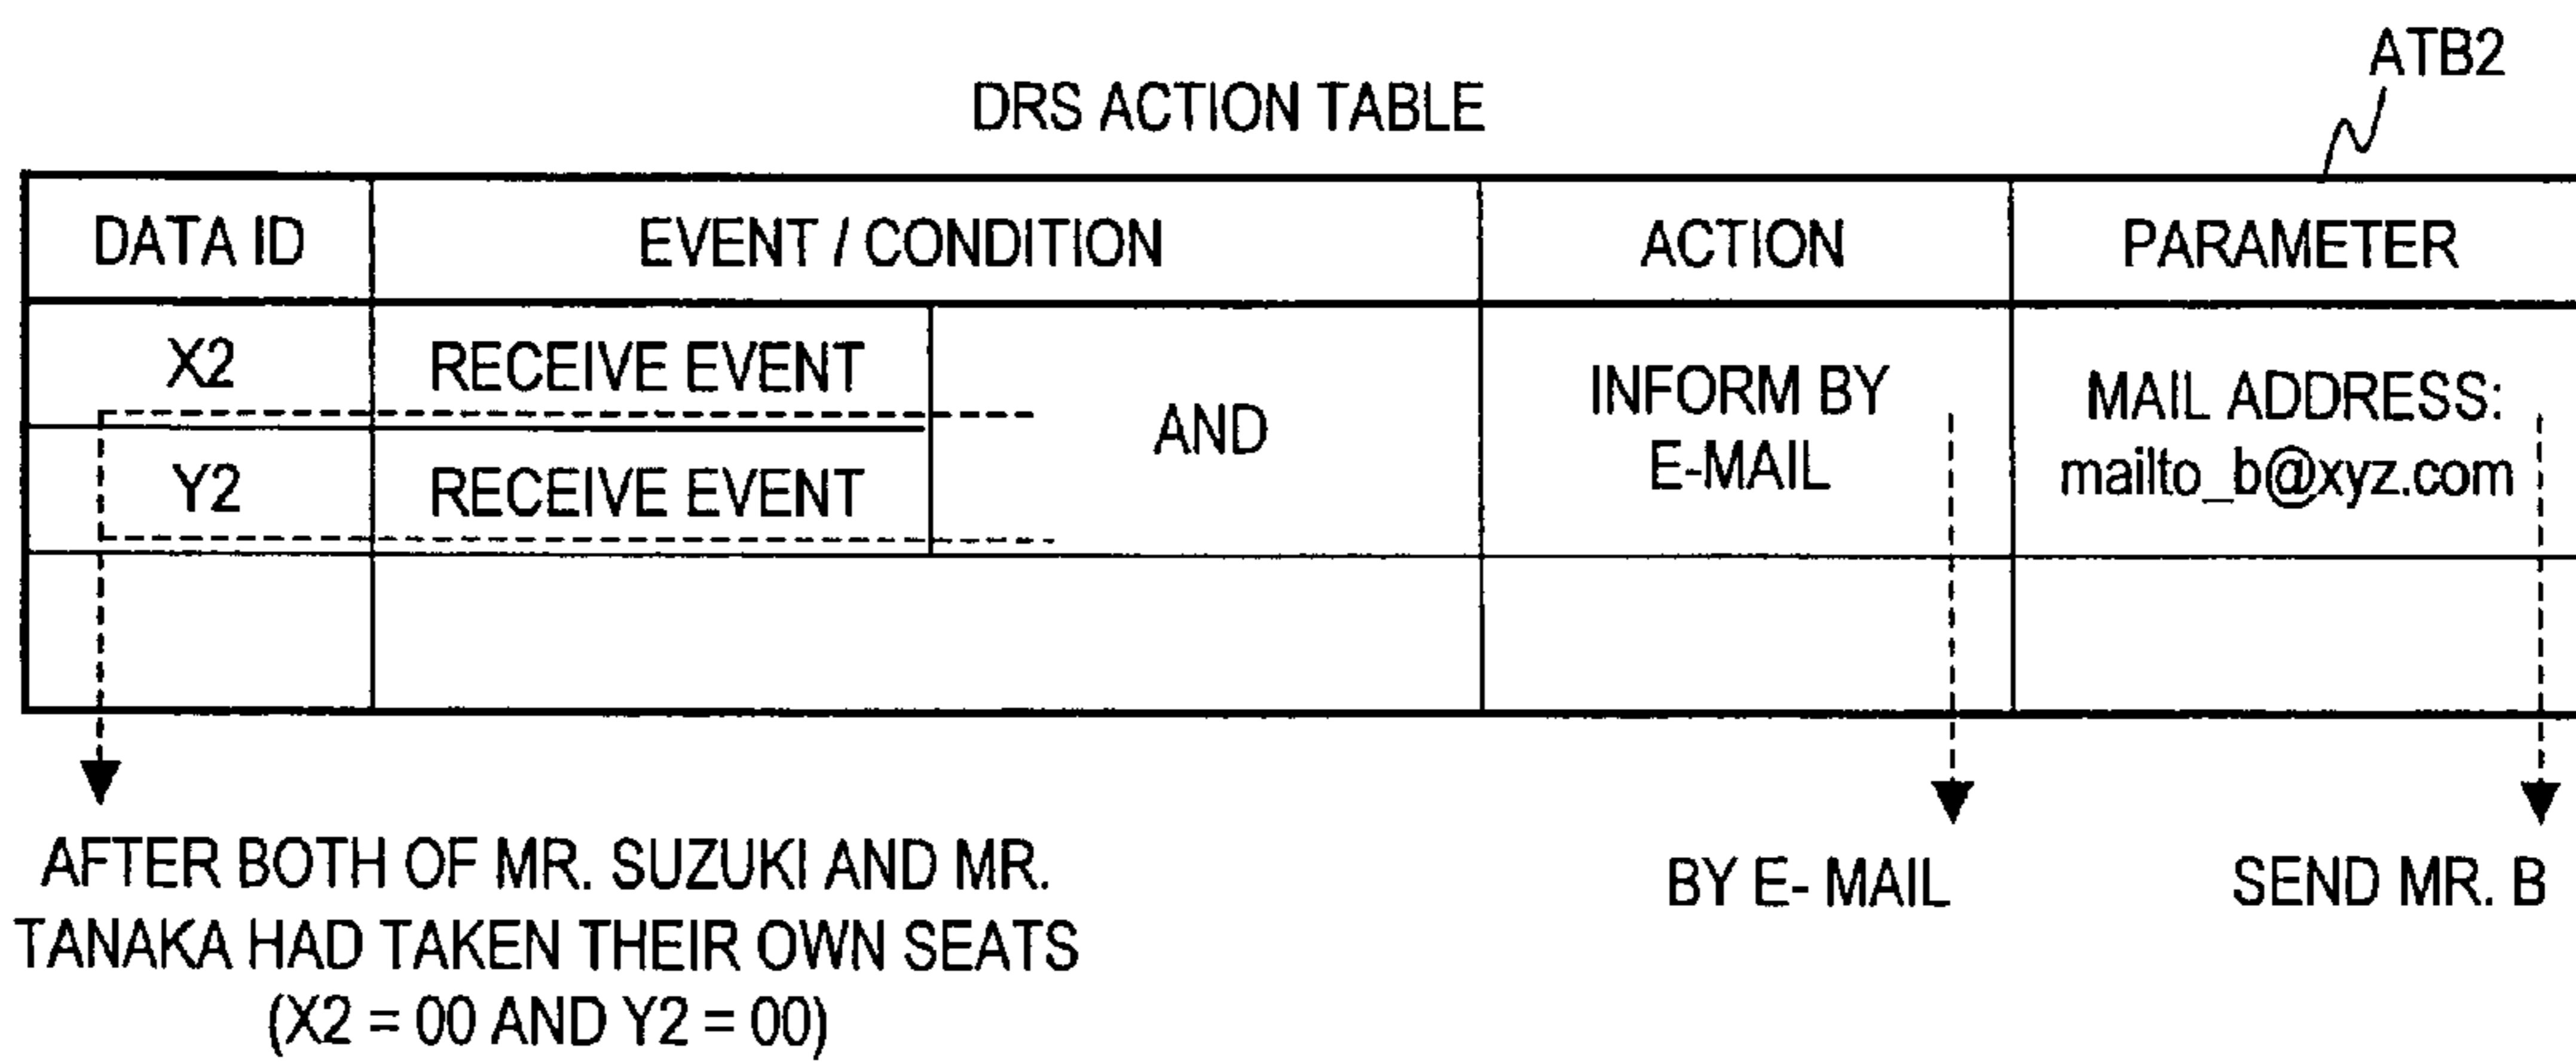 ATB2
DRS ACTION TABLE
DATA ID EVENT / CONDITION ACTION PARAMETER
X2 RECEIVE EVENT
Y2 RECEIVE EVENT
AND
INFORM BY
E-MAIL
MAIL ADDRESS:
mailto_b@xyz.com
AFTER BOTH OF MR. SUZUKI AND MR.
TANAKA HAD TAKEN THEIR OWN SEATS
(X2 = 00 AND Y2 = 00)
BY E- MAIL
SEND MR. B